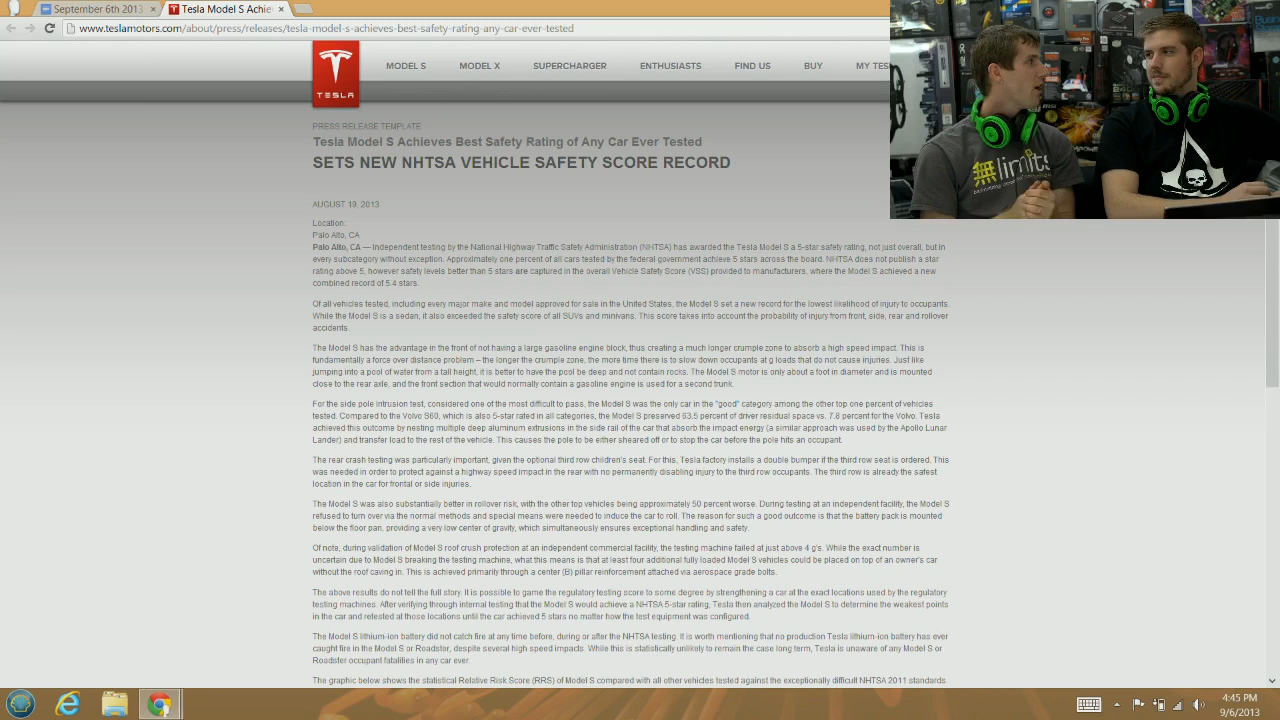 September 6th 2013
Tesla Model S Achie
www.teslamotors.com/about/press/releases/tesla-model-s-achieves-best-safety-rating-any-car-ever-tested
TESLA
MODEL S
MODEL X
SUPERCHARGER
ENTHUSIASTS
FIND US
BUY
MY TES
無limits
PRESS RELEASE TEMPLATE
Tesla Model S Achieves Best Safety Rating of Any Car Ever Tested
SETS NEW NHTSA VEHICLE SAFETY SCORE RECORD
AUGUST 19, 2013
Location:
Palo Alto, CA
Palo Alto, CA — Independent testing by the National Highway Traffic Safety Administration (NHTSA) has awarded the Tesla Model S a 5-star safety rating, not just overall, but in
every subcategory without exception. Approximately one percent of all cars tested by the federal government achieve 5 stars across the board. NHTSA does not publish a star
rating above 5, however safety levels better than 5 stars are captured in the overall Vehicle Safety Score (VSS) provided to manufacturers, where the Model S achieved a new
combined record of 5.4 stars.
Of all vehicles tested, including every major make and model approved for sale in the United States, the Model S set a new record for the lowest likelihood of injury to occupants.
While the Model S is a sedan, it also exceeded the safety score of all SUVs and minivans. This score takes into account the probability of injury from front, side, rear and rollover
accidents.
The Model S has the advantage in the front of not having a large gasoline engine block, thus creating a much longer crumple zone to absorb a high speed impact. This is
fundamentally a force over distance problem – the longer the crumple zone, the more time there is to slow down occupants at g loads that do not cause injuries. Just like
jumping into a pool of water from a tall height, it is better to have the pool be deep and not contain rocks. The Model S motor is only about a foot in diameter and is mounted
close to the rear axle, and the front section that would normally contain a gasoline engine is used for a second trunk.
For the side pole intrusion test, considered one of the most difficult to pass, the Model S was the only car in the "good" category among the other top one percent of vehicles
tested. Compared to the Volvo S60, which is also 5-star rated in all categories, the Model S preserved 63.5 percent of driver residual space vs. 7.8 percent for the Volvo. Tesla
achieved this outcome by nesting multiple deep aluminum extrusions in the side rail of the car that absorb the impact energy (a similar approach was used by the Apollo Lunar
Lander) and transfer load to the rest of the vehicle. This causes the pole to be either sheared off or to stop the car before the pole hits an occupant.
The rear crash testing was particularly important, given the optional third row children's seat. For this, Tesla factory installs a double bumper if the third row seat is ordered. This
was needed in order to protect against a highway speed impact in the rear with no permanently disabling injury to the third row occupants. The third row is already the safest
location in the car for frontal or side injuries.
The Model S was also substantially better in rollover risk, with the other top vehicles being approximately 50 percent worse. During testing at an independent facility, the Model S
refused to turn over via the normal methods and special means were needed to induce the car to roll. The reason for such a good outcome is that the battery pack is mounted
below the floor pan, providing a very low center of gravity, which simultaneously ensures exceptional handling and safety.
Of note, during validation of Model S roof crush protection at an independent commercial facility, the testing machine failed at just above 4 g's. While the exact number is
uncertain due to Model S breaking the testing machine, what this means is that at least four additional fully loaded Model S vehicles could be placed on top of an owner's car
without the roof caving in. This is achieved primarily through a center (B) pillar reinforcement attached via aerospace grade bolts.
The above results do not tell the full story. It is possible to game the regulatory testing score to some degree by strengthening a car at the exact locations used by the regulatory
testing machines. After verifying through internal testing that the Model S would achieve a NHTSA 5-star rating, Tesla then analyzed the Model S to determine the weakest points
in the car and retested at those locations until the car achieved 5 stars no matter how the test equipment was configured.
The Model S lithium-ion battery did not catch fire at any time before, during or after the NHTSA testing. It is worth mentioning that no production Tesla lithium-ion battery has ever
caught fire in the Model S or Roadster, despite several high speed impacts. While this is statistically unlikely to remain the case long term, Tesla is unaware of any Model S or
Roadster occupant fatalities in any car ever.
The graphic below shows the statistical Relative Risk Score (RRS) of Model S compared with all other vehicles tested against the exceptionally difficult NHTSA 2011 standards.
4:45 PM
9/6/2013